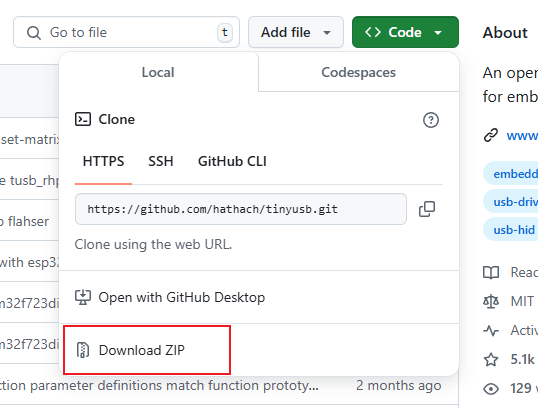 Go to file
t
Add file
Code
About
Local
Codespaces
An oper
for emb
Clone
www.
set-matrix
HTTPS
SSH
GitHub CLI
embedd
e tusb_rhp
https://github.com/hathach/tinyusb.git
usb-driv
flahser
usb-hid
Clone using the web URL.
with esp3
Read
Open with GitHub Desktop
MIT
m32f723di
Activ
m32f723di
Download ZIP
5.1k
ction parameter definitions match function prototy...
2 months ago
129 w